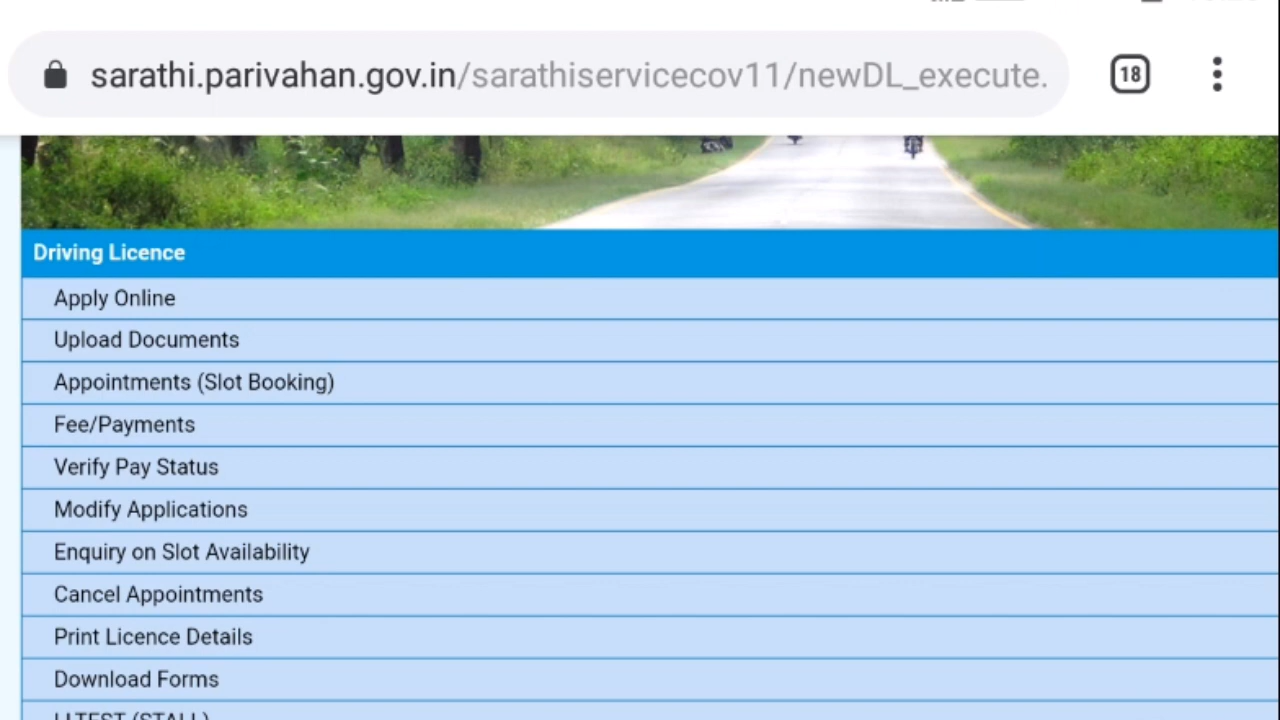 sarathi.parivahan.gov.in/sarathiservicecov11/newDL_execute.
18
Driving Licence
Apply Online
Upload Documents
Appointments (Slot Booking)
Fee/Payments
Verify Pay Status
Modify Applications
Enquiry on Slot Availability
Cancel Appointments
Print Licence Details
Download Forms